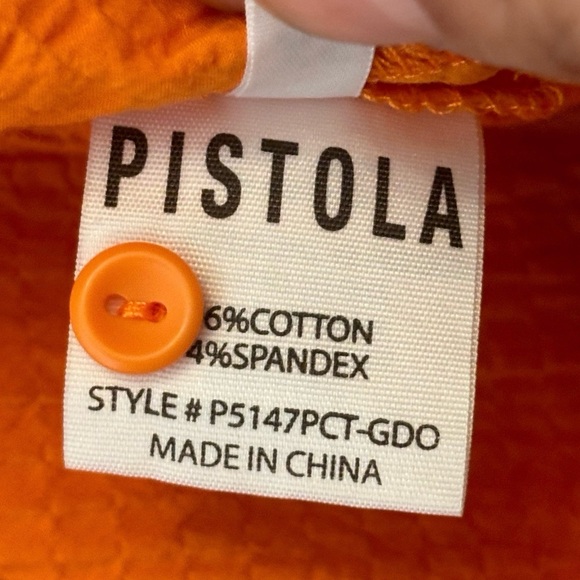 PISTOLA
6%COTTON
4%SPANDEX
STYLE # P5147PCT-GDO
MADE IN CHINA